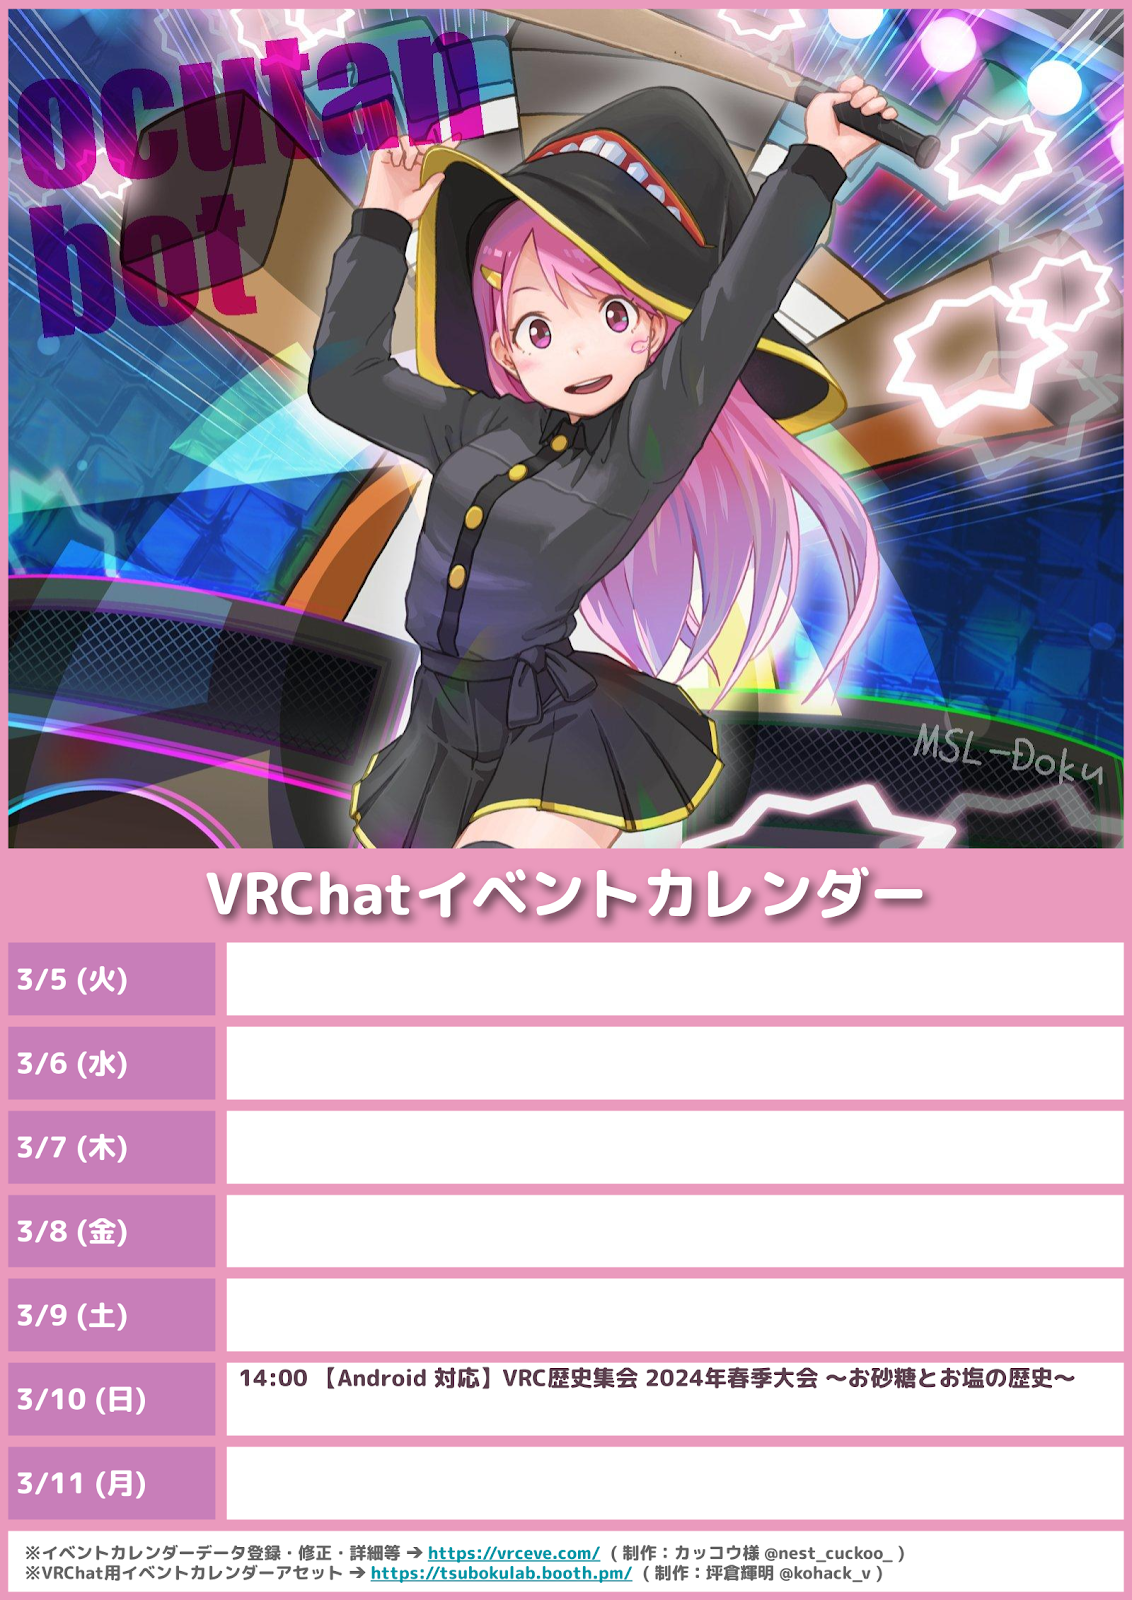 ocutan
bot
MSL-Doku
VRChatイベントカレンダー
3/5 (火)
3/6 (水)
3/7 (木)
3/8 (金)
3/9 (土)
3/10 (日)
14:00 【Android 対応】VRC歴史集会 2024年春季大会 ～お砂糖とお塩の歴史～
3/11 (月)
※イベントカレンダーデータ登録・修正・詳細等 ➔ https://vrceve.com/ ( 制作：カッコウ様 @nest_cuckoo_ )
※VRChat用イベントカレンダーアセット ➔ https://tsubokulab.booth.pm/ ( 制作：坪倉輝明 @kohack_v )